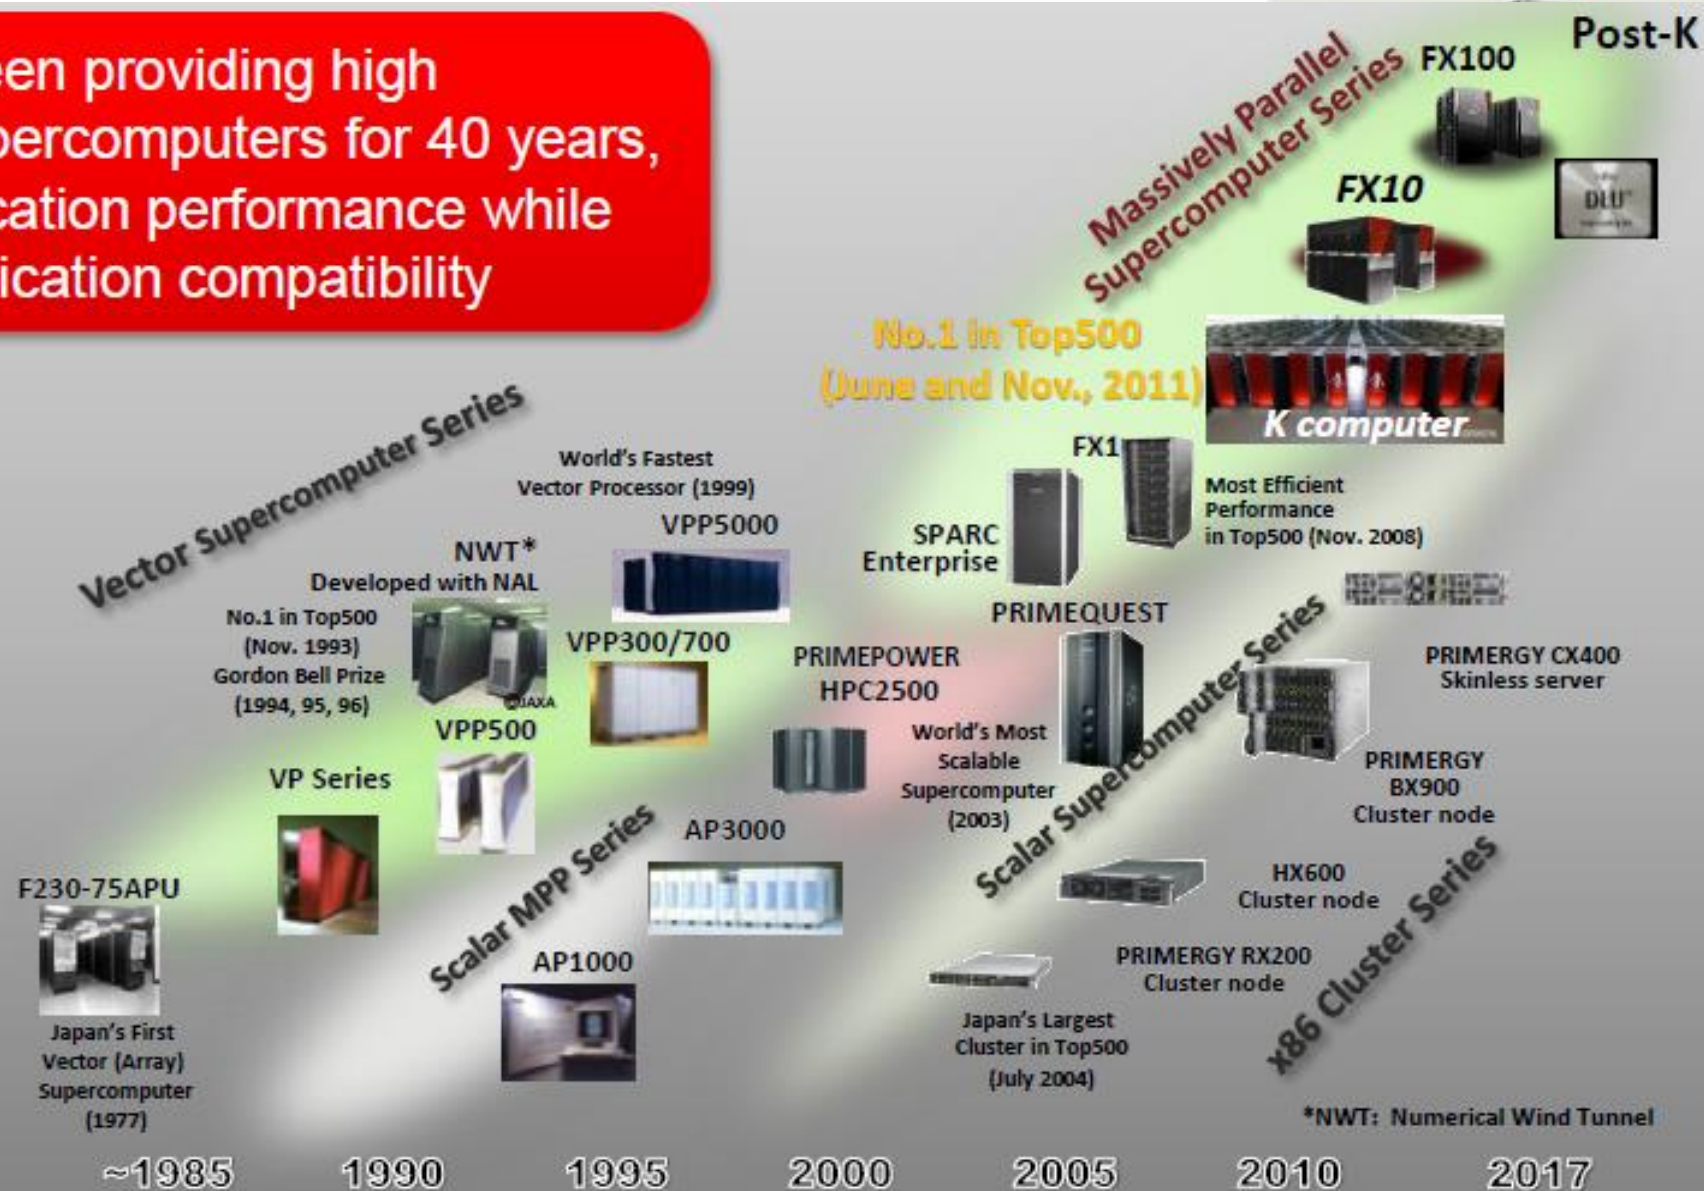 een providing high
percomputers for 40 years,
cation performance while
ication compatibility
Post-K
FX100
Massively Parallel
Supercomputer Series
FX10
DLU
No.1 in Top500
(June and Nov., 2011)
K computer
Vector Supercomputer Series
World's Fastest
Vector Processor (1999)
VPP5000
FX1
Most Efficient
Performance
in Top500 (Nov. 2008)
SPARC
Enterprise
NWT*
Developed with NAL
No.1 in Top500
(Nov. 1993)
Gordon Bell Prize
(1994, 95, 96)
©JAXA
VPP300/700
PRIMEPOWER
HPC2500
PRIMEQUEST
PRIMERGY CX400
Skinless server
VPP500
World's Most
Scalable
Supercomputer
(2003)
Scalar Supercomputer Series
PRIMERGY
BX900
Cluster node
VP Series
AP3000
Scalar MPP Series
HX600
Cluster node
F230-75APU
AP1000
PRIMERGY RX200
Cluster node
x86 Cluster Series
Japan's First
Vector (Array)
Supercomputer
(1977)
Japan's Largest
Cluster in Top500
(July 2004)
*NWT: Numerical Wind Tunnel
~1985 1990 1995 2000 2005 2010 2017